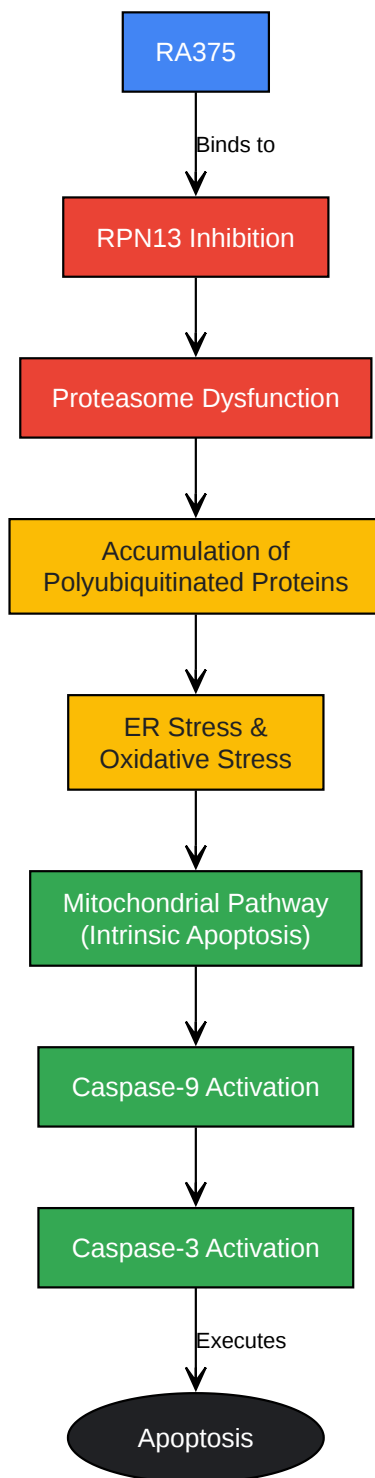 RA375
Binds to
RPN13 Inhibition
Proteasome Dysfunction
Accumulation of
Polyubiquitinated Proteins
ER Stress &
Oxidative Stress
Mitochondrial Pathway
(Intrinsic Apoptosis)
Caspase-9 Activation
Caspase-3 Activation
Executes
Apoptosis